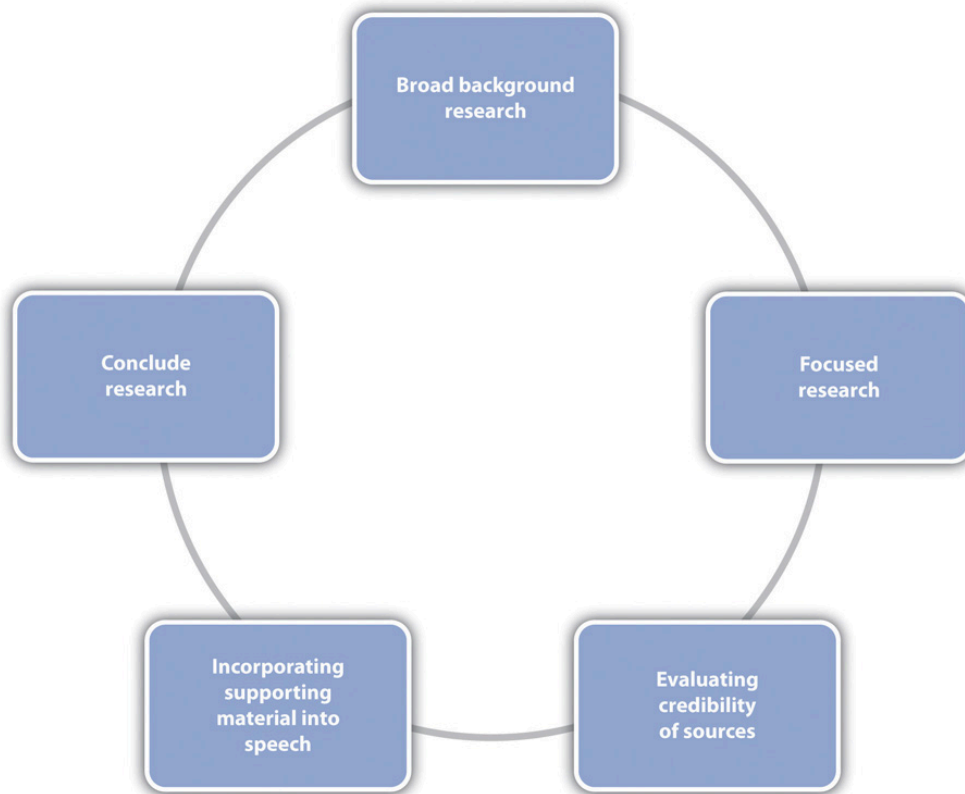 Broad background
research
Focused
research
Evaluating
credibility
of sources
Incorporating
supporting
material into
speech
Conclude
research